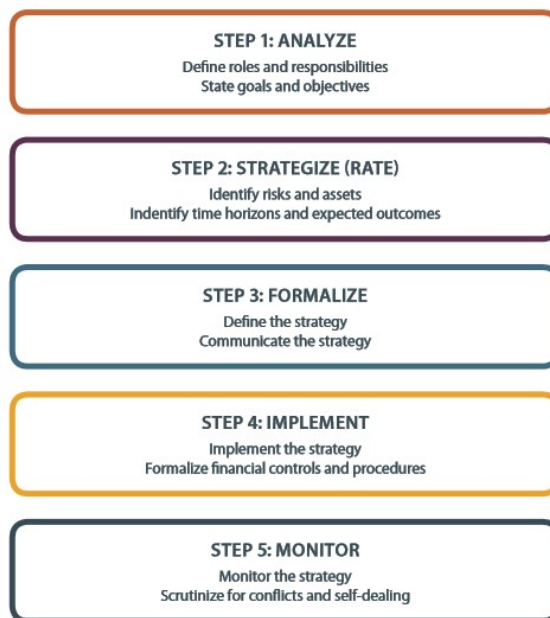 STEP 1: ANALYZE
Define roles and responsibilities
State goals and objectives
STEP 2: STRATEGIZE (RATE)
Identify risks and assets
Indentify time horizons and expected outcomes
STEP 3: FORMALIZE
Define the strategy
Communicate the strategy
STEP 4: IMPLEMENT
Implement the strategy
Formalize financial controls and procedures
STEP 5: MONITOR
Monitor the strategy
Scrutinize for conflicts and self-dealing